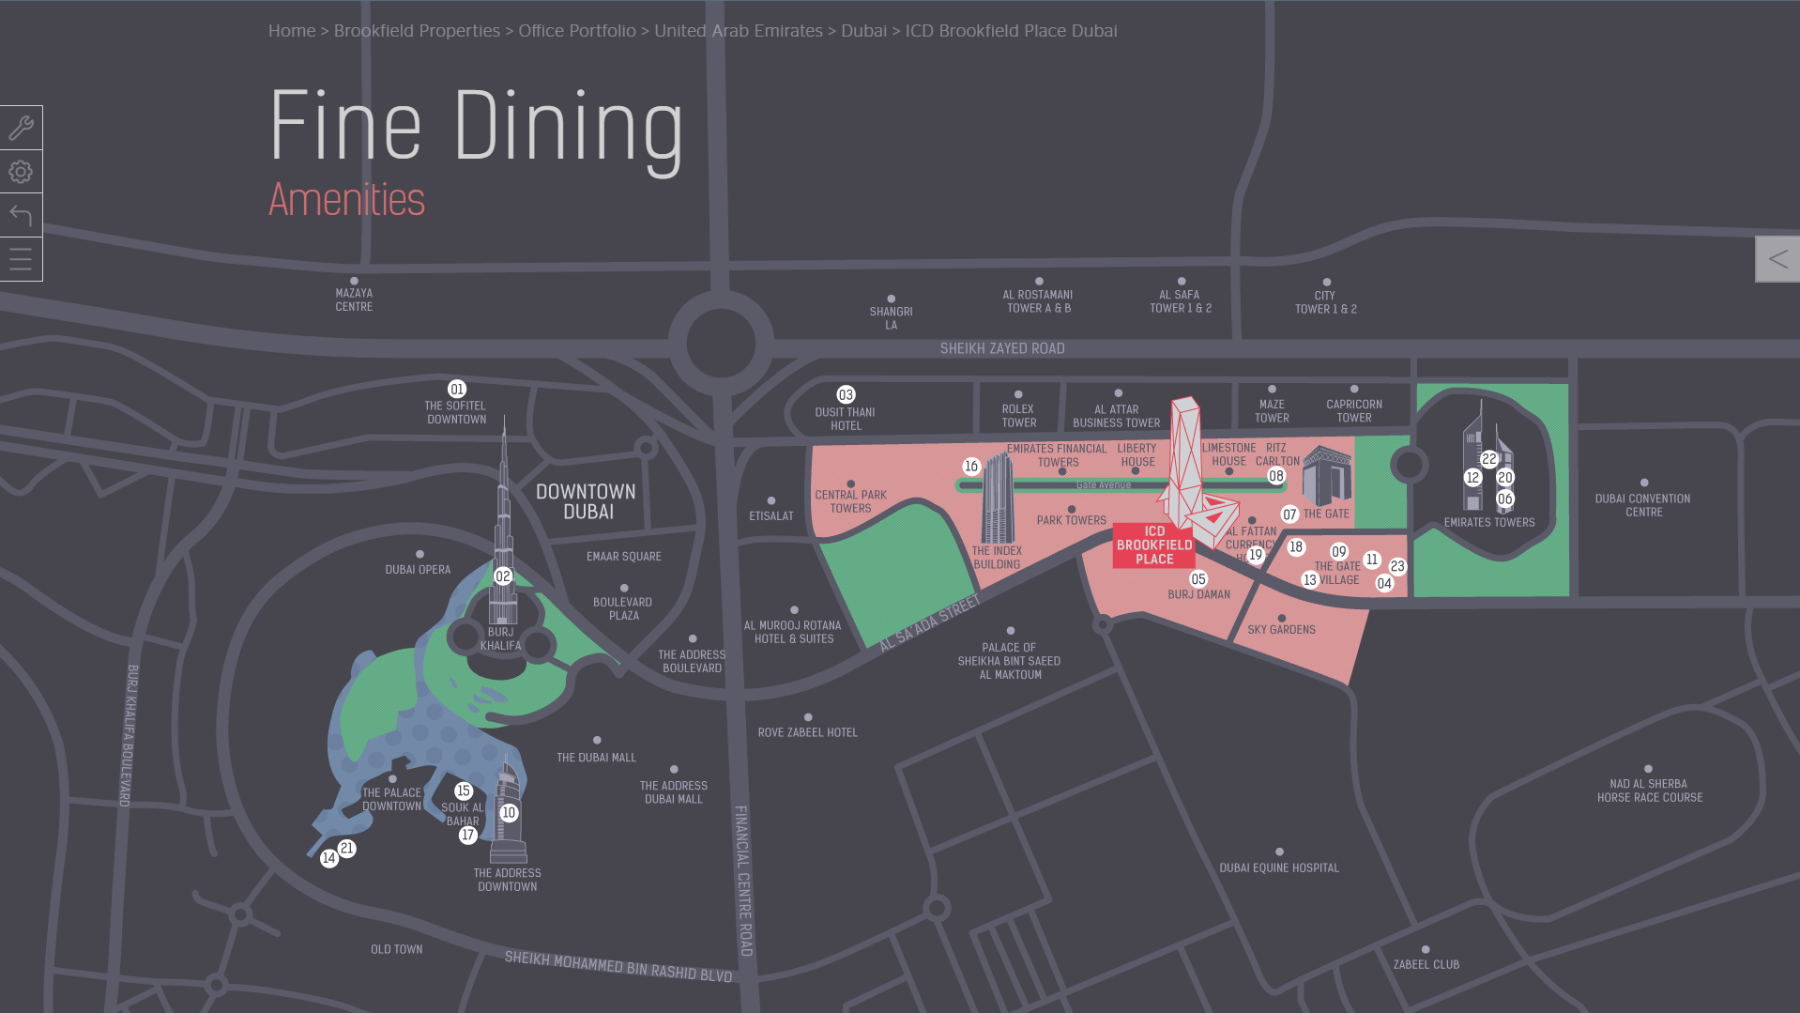 Home > Brookfield Properties > Office Portfolio > United Arab Emirates > Dubai > ICD Brookfield Place Dubai
Fine Dining
Amenities
<
MAZAYA
CENTRE
SHANGRI
LA
AL ROSTAMANI
TOWER A & B
AL SAFA
TOWER 1 & 2
CITY
TOWER 1 & 2
SHEIKH ZAYED ROAD
01
THE SOFITEL
DOWNTOWN
03
DUSIT THANI
HOTEL
ROLEX
TOWER
AL ATTAR
BUSINESS TOWER
MAZE
TOWER
CAPRICORN
TOWER
16
EMIRATES FINANCIAL
TOWERS
LIBERTY
HOUSE
LIMESTONE
HOUSE
RITZ
CARLTON
08
Gate Avenue
CENTRAL PARK
TOWERS
PARK TOWERS
THE INDEX
BUILDING
07
THE GATE
22
12
20
06
EMIRATES TOWERS
DUBAI CONVENTION
CENTRE
DOWNTOWN
DUBAI
ETISALAT
ICD
BROOKFIELD
PLACE
AL FATTAN
CURRENCY
19
18
09
THE GATE
VILLAGE
11
23
13
04
05
BURJ DAMAN
SKY GARDENS
DUBAI OPERA
EMAAR SQUARE
02
BURJ
KHALIFA
BOULEVARD
PLAZA
THE ADDRESS
BOULEVARD
AL MUROOJ ROTANA
HOTEL & SUITES
AL SA'ADA STREET
PALACE OF
SHEIKHA BINT SAEED
AL MAKTOUM
ROVE ZABEEL HOTEL
BURJ KHALIFA BOULEVARD
THE DUBAI MALL
THE ADDRESS
DUBAI MALL
THE PALACE
DOWNTOWN
15
SOUK AL
BAHAR
17
10
THE ADDRESS
DOWNTOWN
14
21
FINANCIAL CENTRE ROAD
NAD AL SHERBA
HORSE RACE COURSE
DUBAI EQUINE HOSPITAL
OLD TOWN
SHEIKH MOHAMMED BIN RASHID BLVD
ZABEEL CLUB